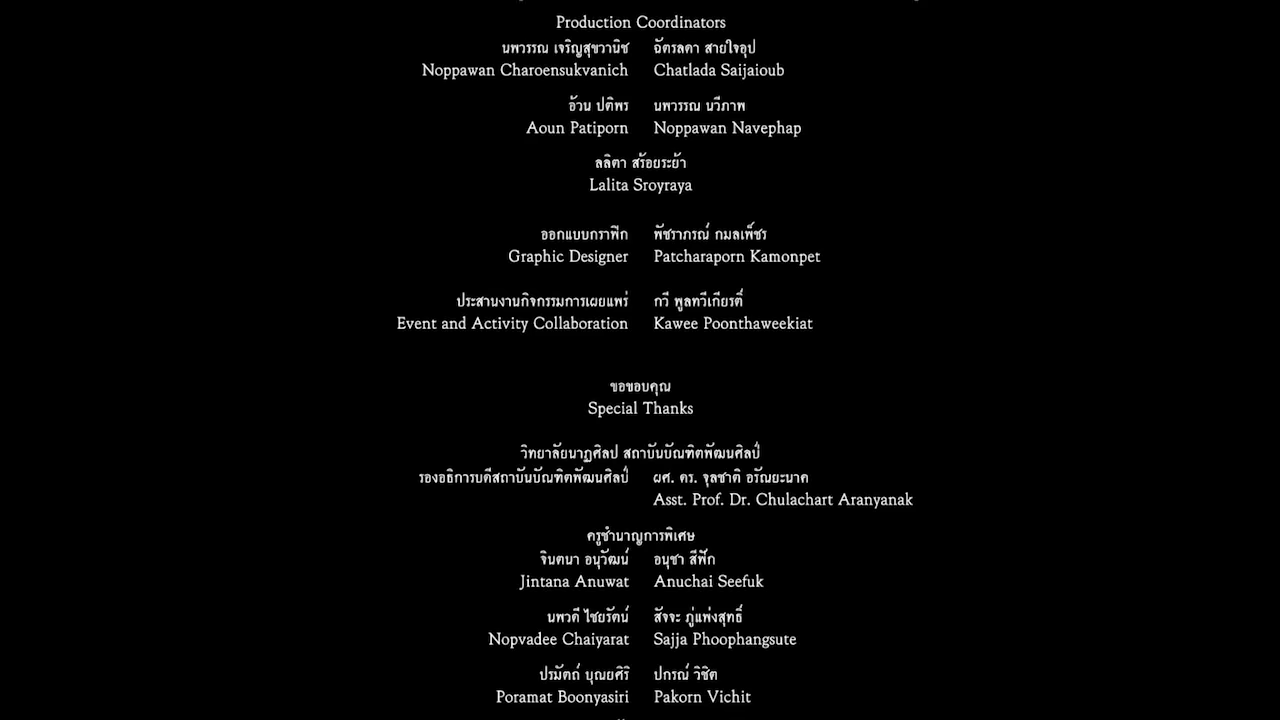 Production Coordinators
นพวรรณ เจริญสุขวานิช ฉัตรลดา สายใจอุป
Noppawan Charoensukvanich Chatlada Saijaioub
อ้วน ปติพร นพวรรณ นวีภาพ
Aoun Patiporn Noppawan Navephap
ลลิตา สร้อยระย้า
Lalita Sroyraya
ออกแบบกราฟิก พัชราภรณ์ กมลเพ็ชร
Graphic Designer Patcharaporn Kamonpet
ประสานงานกิจกรรมการเผยแพร่ กวี พูลทวีเกียรติ์
Event and Activity Collaboration Kawee Poonthaweekiat
ขอขอบคุณ
Special Thanks
วิทยาลัยนาฏศิลป สถาบันบัณฑิตพัฒนศิลป์
รองอธิการบดีสถาบันบัณฑิตพัฒนศิลป์ ผศ. ดร. จุลชาติ อรัณยะนาค
Asst. Prof. Dr. Chulachart Aranyanak
ครูชำนาญการพิเศษ
จินตนา อนุวัฒน์ อนุชา สีฟัก
Jintana Anuwat Anuchai Seefuk
นพวดี ไชยรัตน์ สัจจะ ภู่แพ่งสุทธิ์
Nopvadee Chaiyarat Sajja Phoophangsute
ปรมัตถ์ บุณยศิริ ปกรณ์ วิชิต
Poramat Boonyasiri Pakorn Vichit